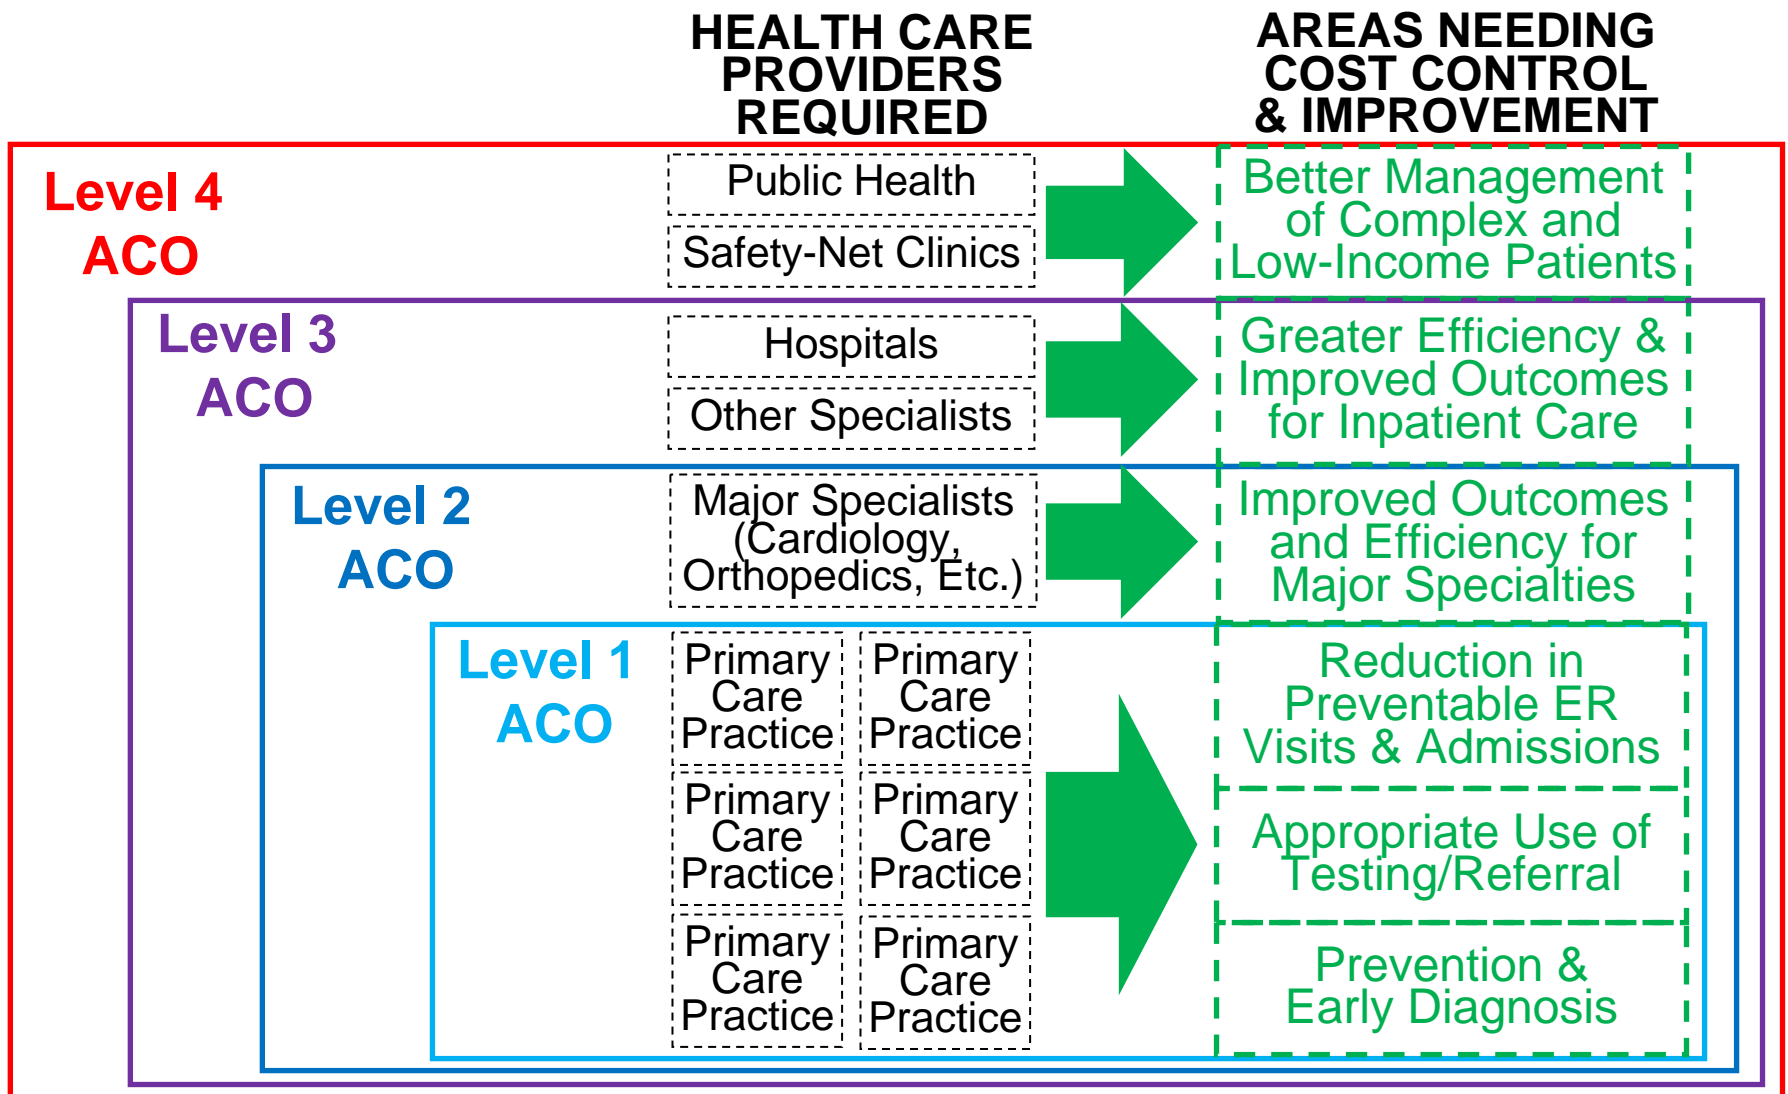 HEALTH CARE
PROVIDERS
REQUIRED
AREAS NEEDING
COST CONTROL
& IMPROVEMENT
Level 4
ACO
Public Health
Safety-Net Clinics
Better Management
of Complex and
Low-Income Patients
Level 3
ACO
Hospitals
Other Specialists
Greater Efficiency &
Improved Outcomes
for Inpatient Care
Level 2
ACO
Major Specialists
(Cardiology,
Orthopedics, Etc.)
Improved Outcomes
and Efficiency for
Major Specialties
Level 1
ACO
Primary
Care
Practice
Primary
Care
Practice
Primary
Care
Practice
Primary
Care
Practice
Primary
Care
Practice
Primary
Care
Practice
Reduction in
Preventable ER
Visits & Admissions
Appropriate Use of
Testing/Referral
Prevention &
Early Diagnosis